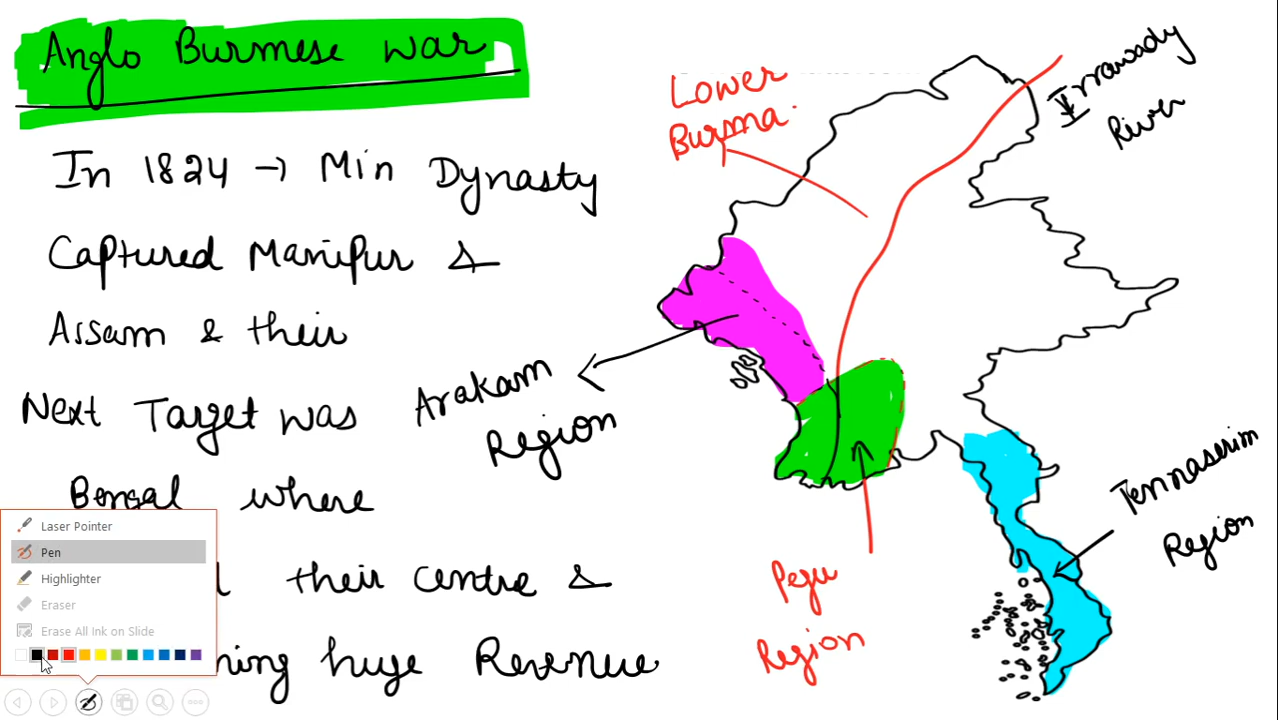 Anglo Burmese War
In 1824 → Min Dynasty
Captured Manipur &
Assam & their
Next Target was
Bengal where
their Centre &
ning huge Revenue
Lower
Burma
Irrawady
River
Arakam
Region
Pegu
Region
Tennaserim
Region
Laser Pointer
Pen
Highlighter
Eraser
Erase All Ink on Slide